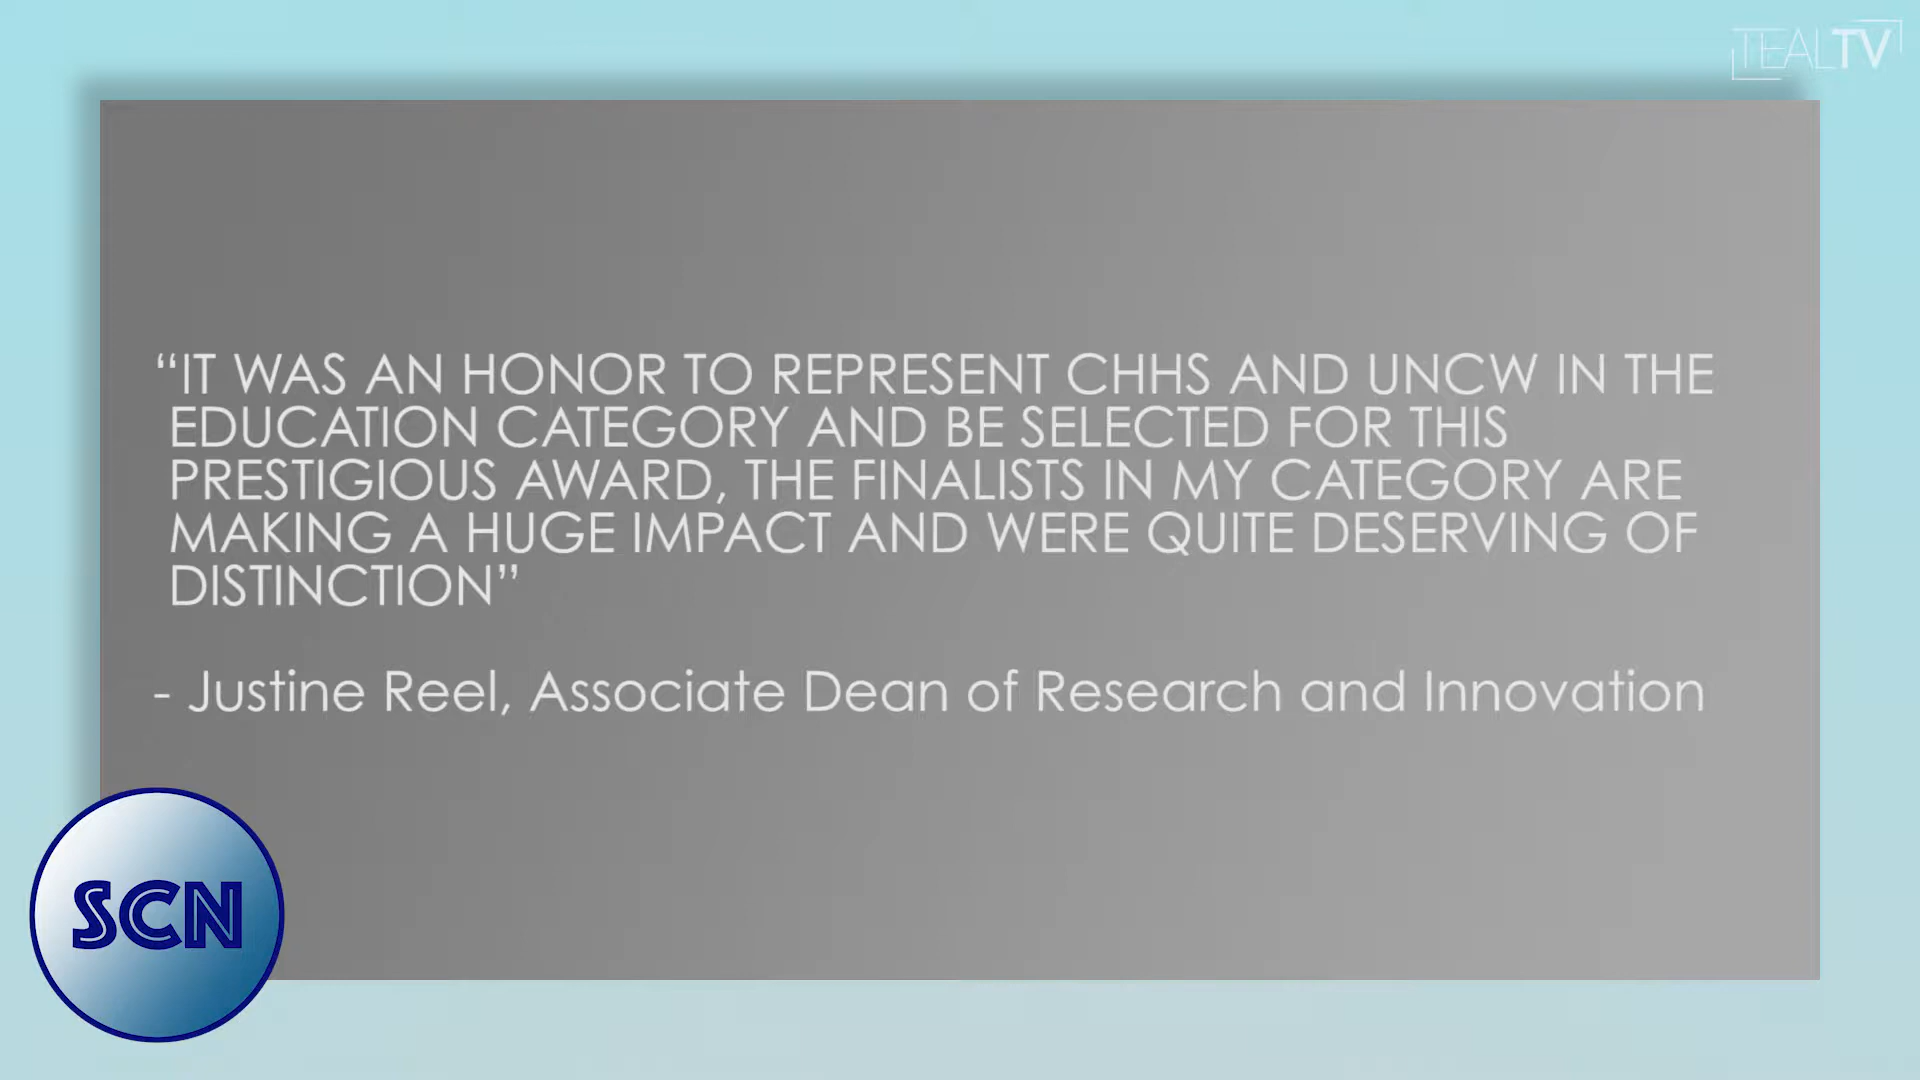 TEALTV
“IT WAS AN HONOR TO REPRESENT CHHS AND UNCW IN THE
EDUCATION CATEGORY AND BE SELECTED FOR THIS
PRESTIGIOUS AWARD, THE FINALISTS IN MY CATEGORY ARE
MAKING A HUGE IMPACT AND WERE QUITE DESERVING OF
DISTINCTION”
- Justine Reel, Associate Dean of Research and Innovation
SCN